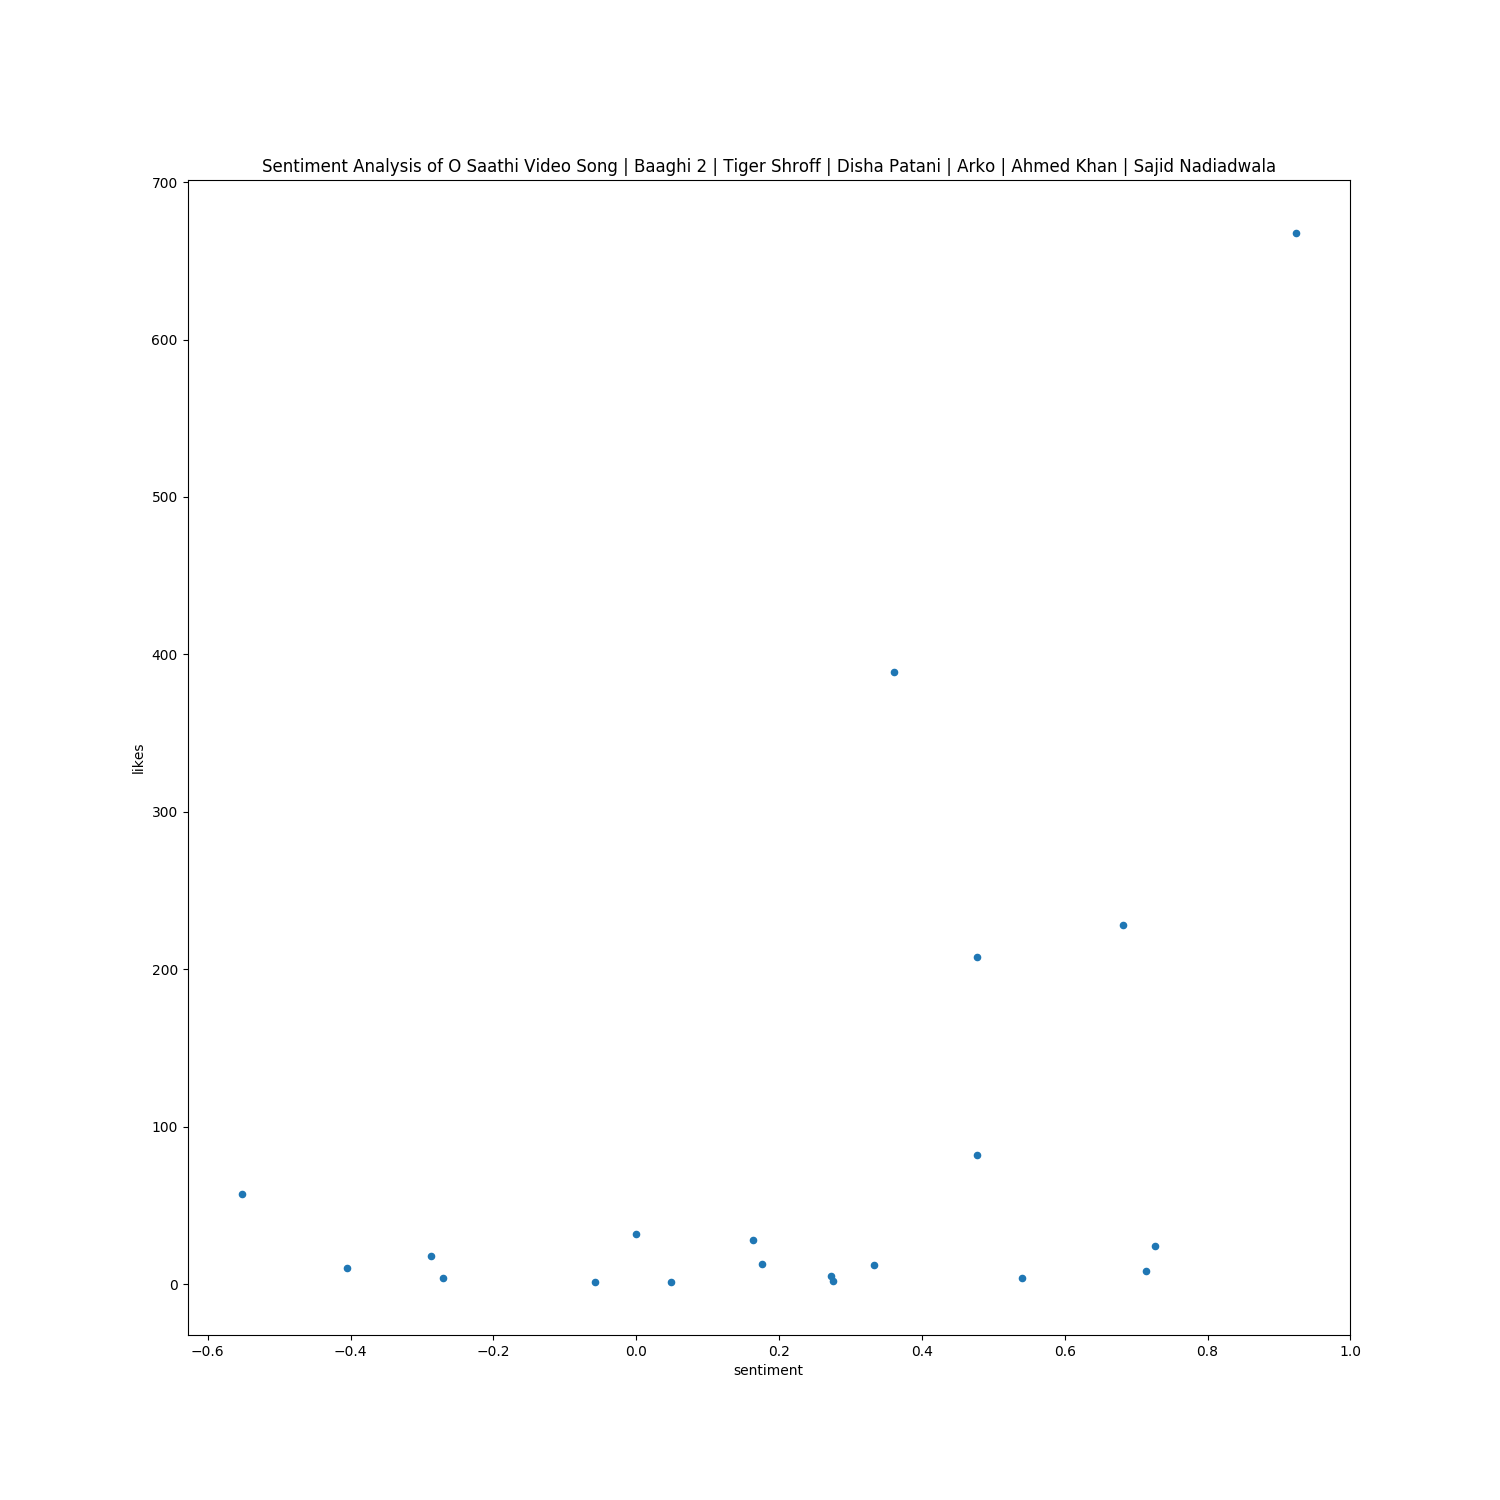 Sentiment Analysis of O Saathi Video Song | Baaghi 2 | Tiger Shroff | Disha Patani | Arko | Ahmed Khan | Sajid Nadiadwala
700
600
500
400
300
200
100
0
likes
−0.6 −0.4 −0.2 0.0 0.2 0.4 0.6 0.8 1.0
sentiment